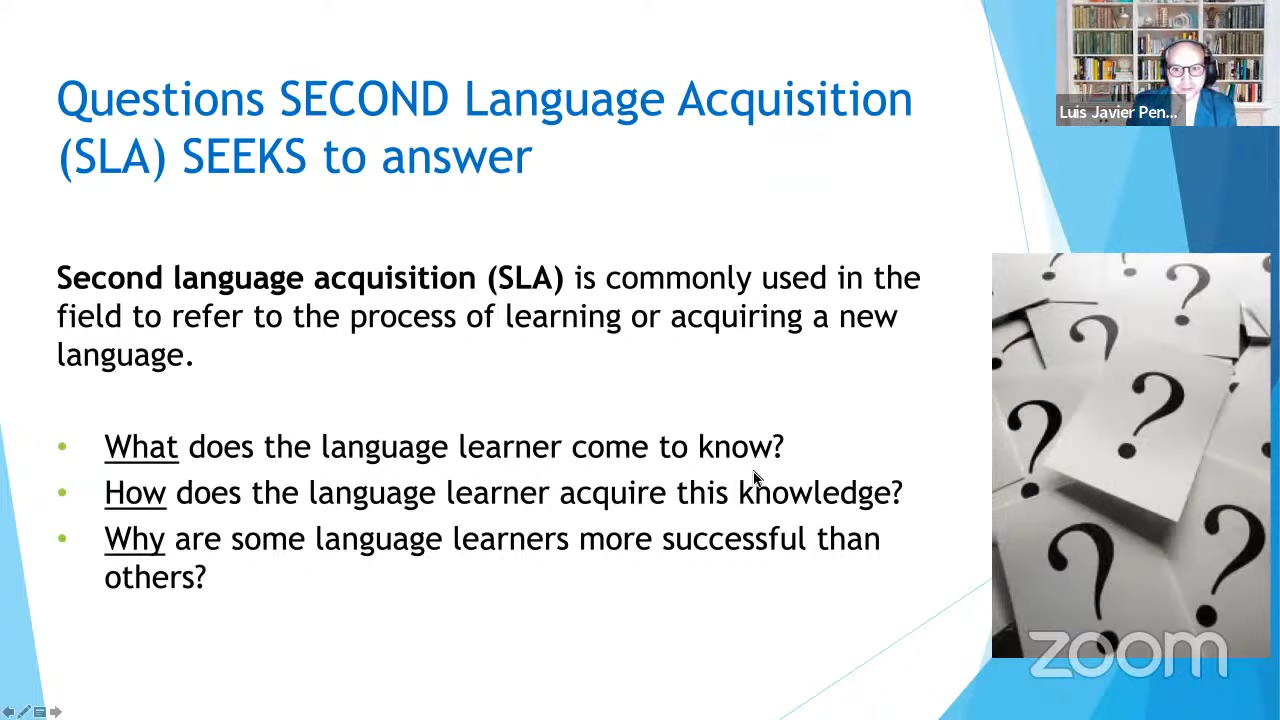 Questions SECOND Language Acquisition
(SLA) SEEKS to answer
Luis Javier Pen...
Second language acquisition (SLA) is commonly used in the
field to refer to the process of learning or acquiring a new
language.
• What does the language learner come to know?
• How does the language learner acquire this knowledge?
• Why are some language learners more successful than
others?
? ? ? ? ? ? ? ? ?
zoom